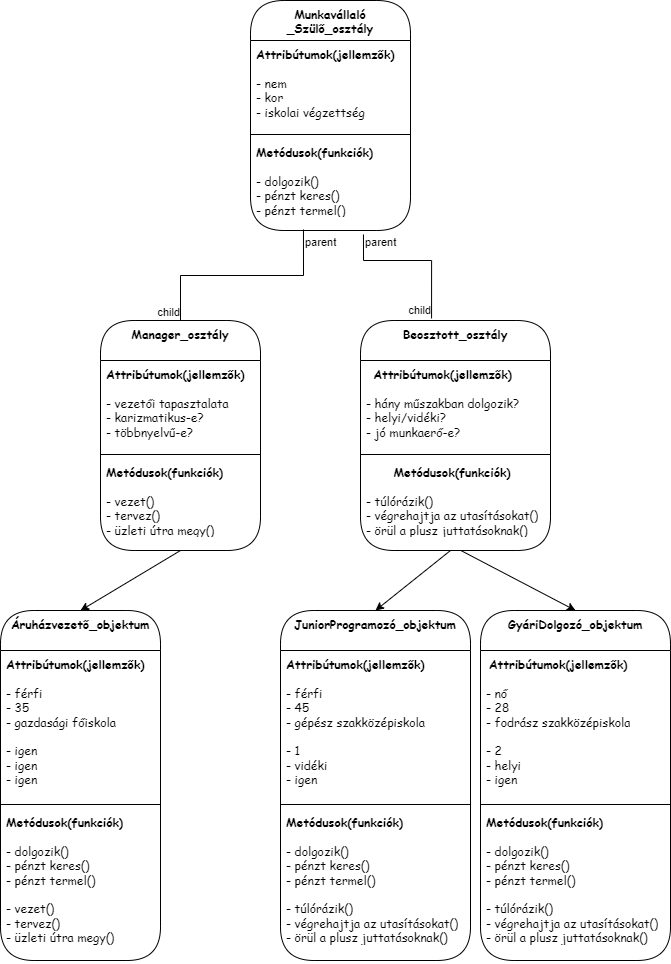 Munkavállaló
_Szülő_osztály
Attribútumok(jellemzők)
- nem
- kor
- iskolai végzettség
Metódusok(funkciók)
- dolgozik()
- pénzt keres()
- pénzt termel()
parent
parent
child
child
Manager_osztály
Attribútumok(jellemzők)
- vezetői tapasztalata
- karizmatikus-e?
- többnyelvű-e?
Metódusok(funkciók)
- vezet()
- tervez()
- üzleti útra megy()
Beosztott_osztály
Attribútumok(jellemzők)
- hány műszakban dolgozik?
- helyi/vidéki?
- jó munkaerő-e?
Metódusok(funkciók)
- túlórázik()
- végrehajtja az utasításokat()
- örül a plusz juttatásoknak()
Áruházvezető_objektum
Attribútumok(jellemzők)
- férfi
- 35
- gazdasági főiskola
- igen
- igen
- igen
Metódusok(funkciók)
- dolgozik()
- pénzt keres()
- pénzt termel()
- vezet()
- tervez()
- üzleti útra megy()
JuniorProgramozó_objektum
Attribútumok(jellemzők)
- férfi
- 45
- gépész szakközépiskola
- 1
- vidéki
- igen
Metódusok(funkciók)
- dolgozik()
- pénzt keres()
- pénzt termel()
- túlórázik()
- végrehajtja az utasításokat()
- örül a plusz juttatásoknak()
GyáriDolgozó_objektum
Attribútumok(jellemzők)
- nő
- 28
- fodrász szakközépiskola
- 2
- helyi
- igen
Metódusok(funkciók)
- dolgozik()
- pénzt keres()
- pénzt termel()
- túlórázik()
- végrehajtja az utasításokat()
- örül a plusz juttatásoknak()